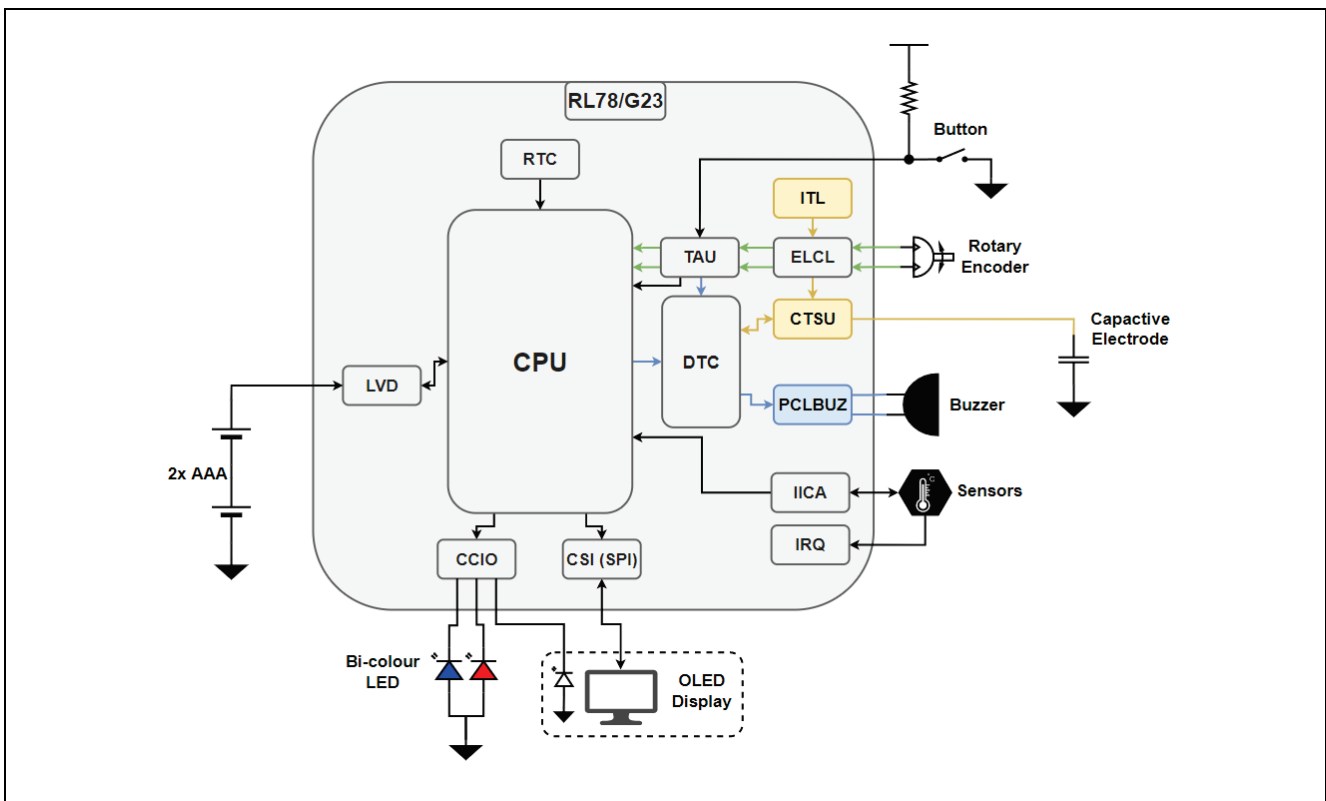 RL78/G23
Button
RTC
ITL
TAU
ELCL
Rotary
Encoder
CTSU
Capactive
Electrode
CPU
DTC
LVD
PCLBUZ
Buzzer
2x AAA
IICA
Sensors
°C
IRQ
CCIO
CSI (SPI)
Bi-colour
LED
OLED
Display